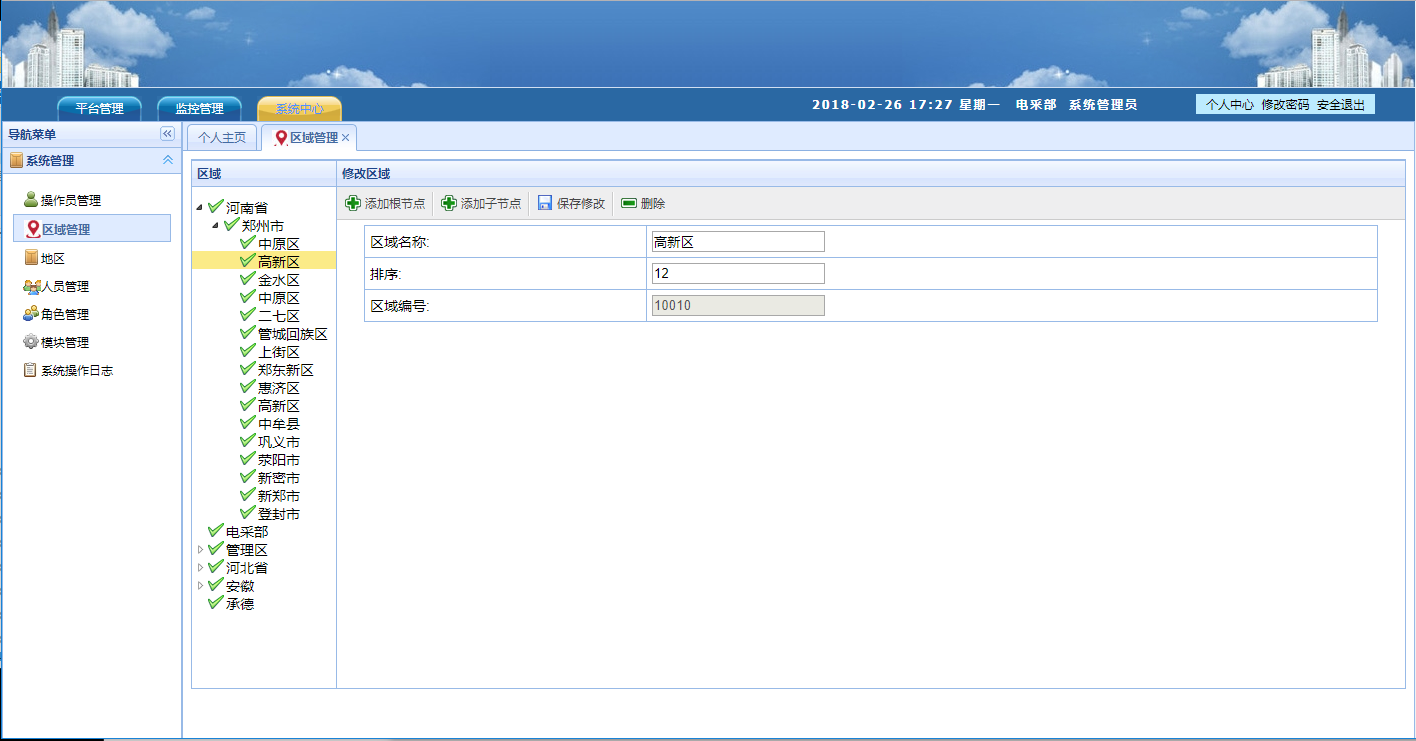 平台管理 监控管理 系统中心 2018-02-26 17:27 星期一 电采部 系统管理员 个人中心 修改密码 安全退出
导航菜单
系统管理
操作员管理
区域管理
地区
人员管理
角色管理
模块管理
系统操作日志
个人主页 区域管理
区域
河南省
郑州市
中原区
高新区
金水区
中原区
二七区
管城回族区
上街区
郑东新区
惠济区
高新区
中牟县
巩义市
荥阳市
新密市
新郑市
登封市
电采部
管理区
河北省
安徽
承德
修改区域
添加根节点 添加子节点 保存修改 删除
区域名称: 高新区
排序: 12
区域编号: 10010